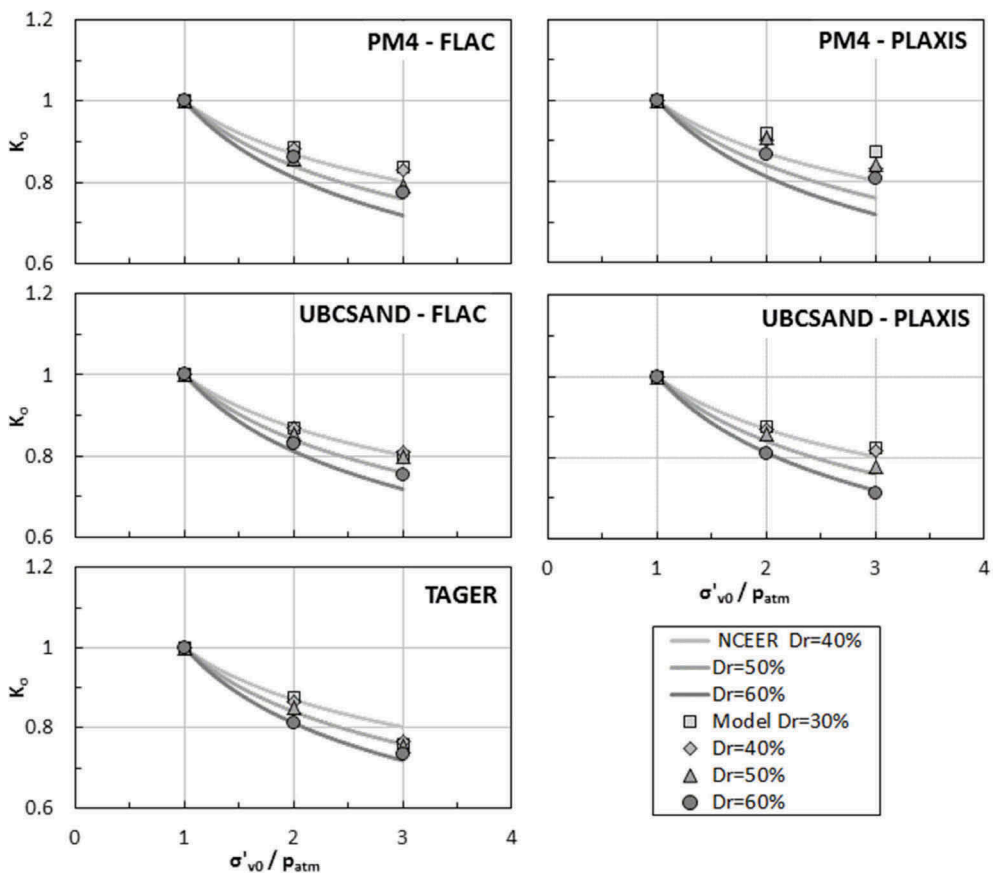 1.2
PM4 - FLAC
PM4 - PLAXIS
1
Kσ
0.8
0.6
1.2
UBCSAND - FLAC
UBCSAND - PLAXIS
1
Kσ
0.8
0.6
0 1 2 3 4
σ'v0 / patm
1.2
TAGER
1
Kσ
0.8
0.6
0 1 2 3 4
σ'v0 / patm
NCEER Dr=40%
Dr=50%
Dr=60%
Model Dr=30%
Dr=40%
Dr=50%
Dr=60%